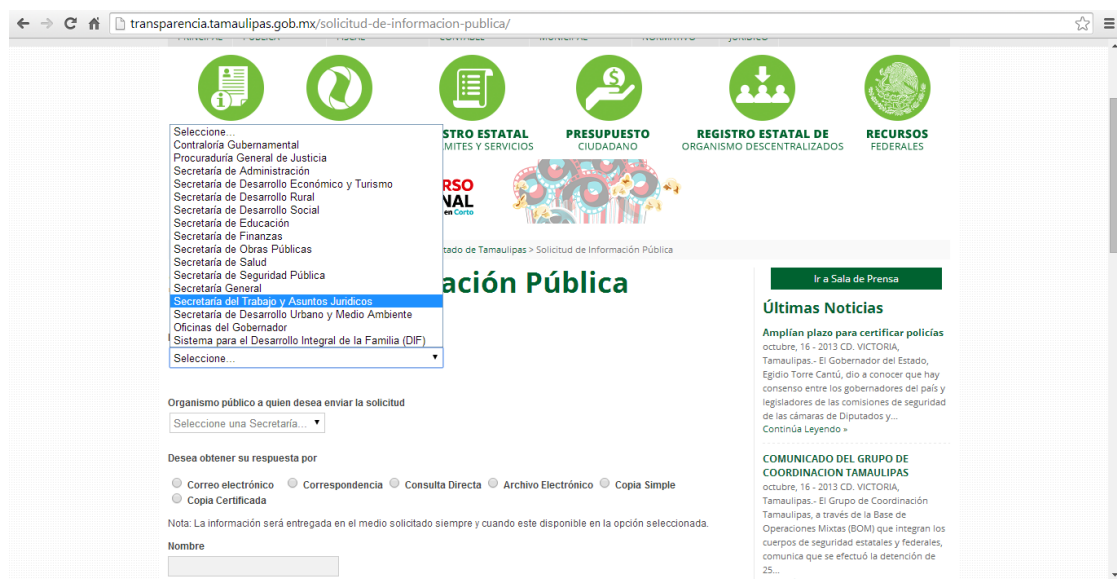 transparencia.tamaulipas.gob.mx/solicitud-de-informacion-publica/
PRINCIPAL PÚBLICA FISCAL CONTABLE MUNICIPAL NORMATIVO JURÍDICO
STRO ESTATAL
MITES Y SERVICIOS
PRESUPUESTO
CIUDADANO
REGISTRO ESTATAL DE
ORGANISMO DESCENTRALIZADOS
RECURSOS
FEDERALES
RSO
NAL
en Corto
tado de Tamaulipas > Solicitud de Información Pública
ación Pública
Seleccione...
Contraloría Gubernamental
Procuraduría General de Justicia
Secretaría de Administración
Secretaría de Desarrollo Económico y Turismo
Secretaría de Desarrollo Rural
Secretaría de Desarrollo Social
Secretaría de Educación
Secretaría de Finanzas
Secretaría de Obras Públicas
Secretaría de Salud
Secretaría de Seguridad Pública
Secretaría General
Secretaría del Trabajo y Asuntos Juridicos
Secretaría de Desarrollo Urbano y Medio Ambiente
Oficinas del Gobernador
Sistema para el Desarrollo Integral de la Familia (DIF)
Seleccione...
Organismo público a quien desea enviar la solicitud
Seleccione una Secretaría...
Desea obtener su respuesta por
Correo electrónico Correspondencia Consulta Directa Archivo Electrónico Copia Simple
Copia Certificada
Nota: La información será entregada en el medio solicitado siempre y cuando este disponible en la opción seleccionada.
Nombre
Ir a Sala de Prensa
Últimas Noticias
Amplían plazo para certificar policías
octubre, 16 - 2013 CD. VICTORIA,
Tamaulipas.- El Gobernador del Estado,
Egidio Torre Cantú, dio a conocer que hay
consenso entre los gobernadores del país y
legisladores de las comisiones de seguridad
de las cámaras de Diputados y...
Continúa Leyendo »
COMUNICADO DEL GRUPO DE
COORDINACION TAMAULIPAS
octubre, 16 - 2013 CD. VICTORIA,
Tamaulipas.- El Grupo de Coordinación
Tamaulipas, a través de la Base de
Operaciones Mixtas (BOM) que integran los
cuerpos de seguridad estatales y federales,
comunica que se efectuó la detención de
25...